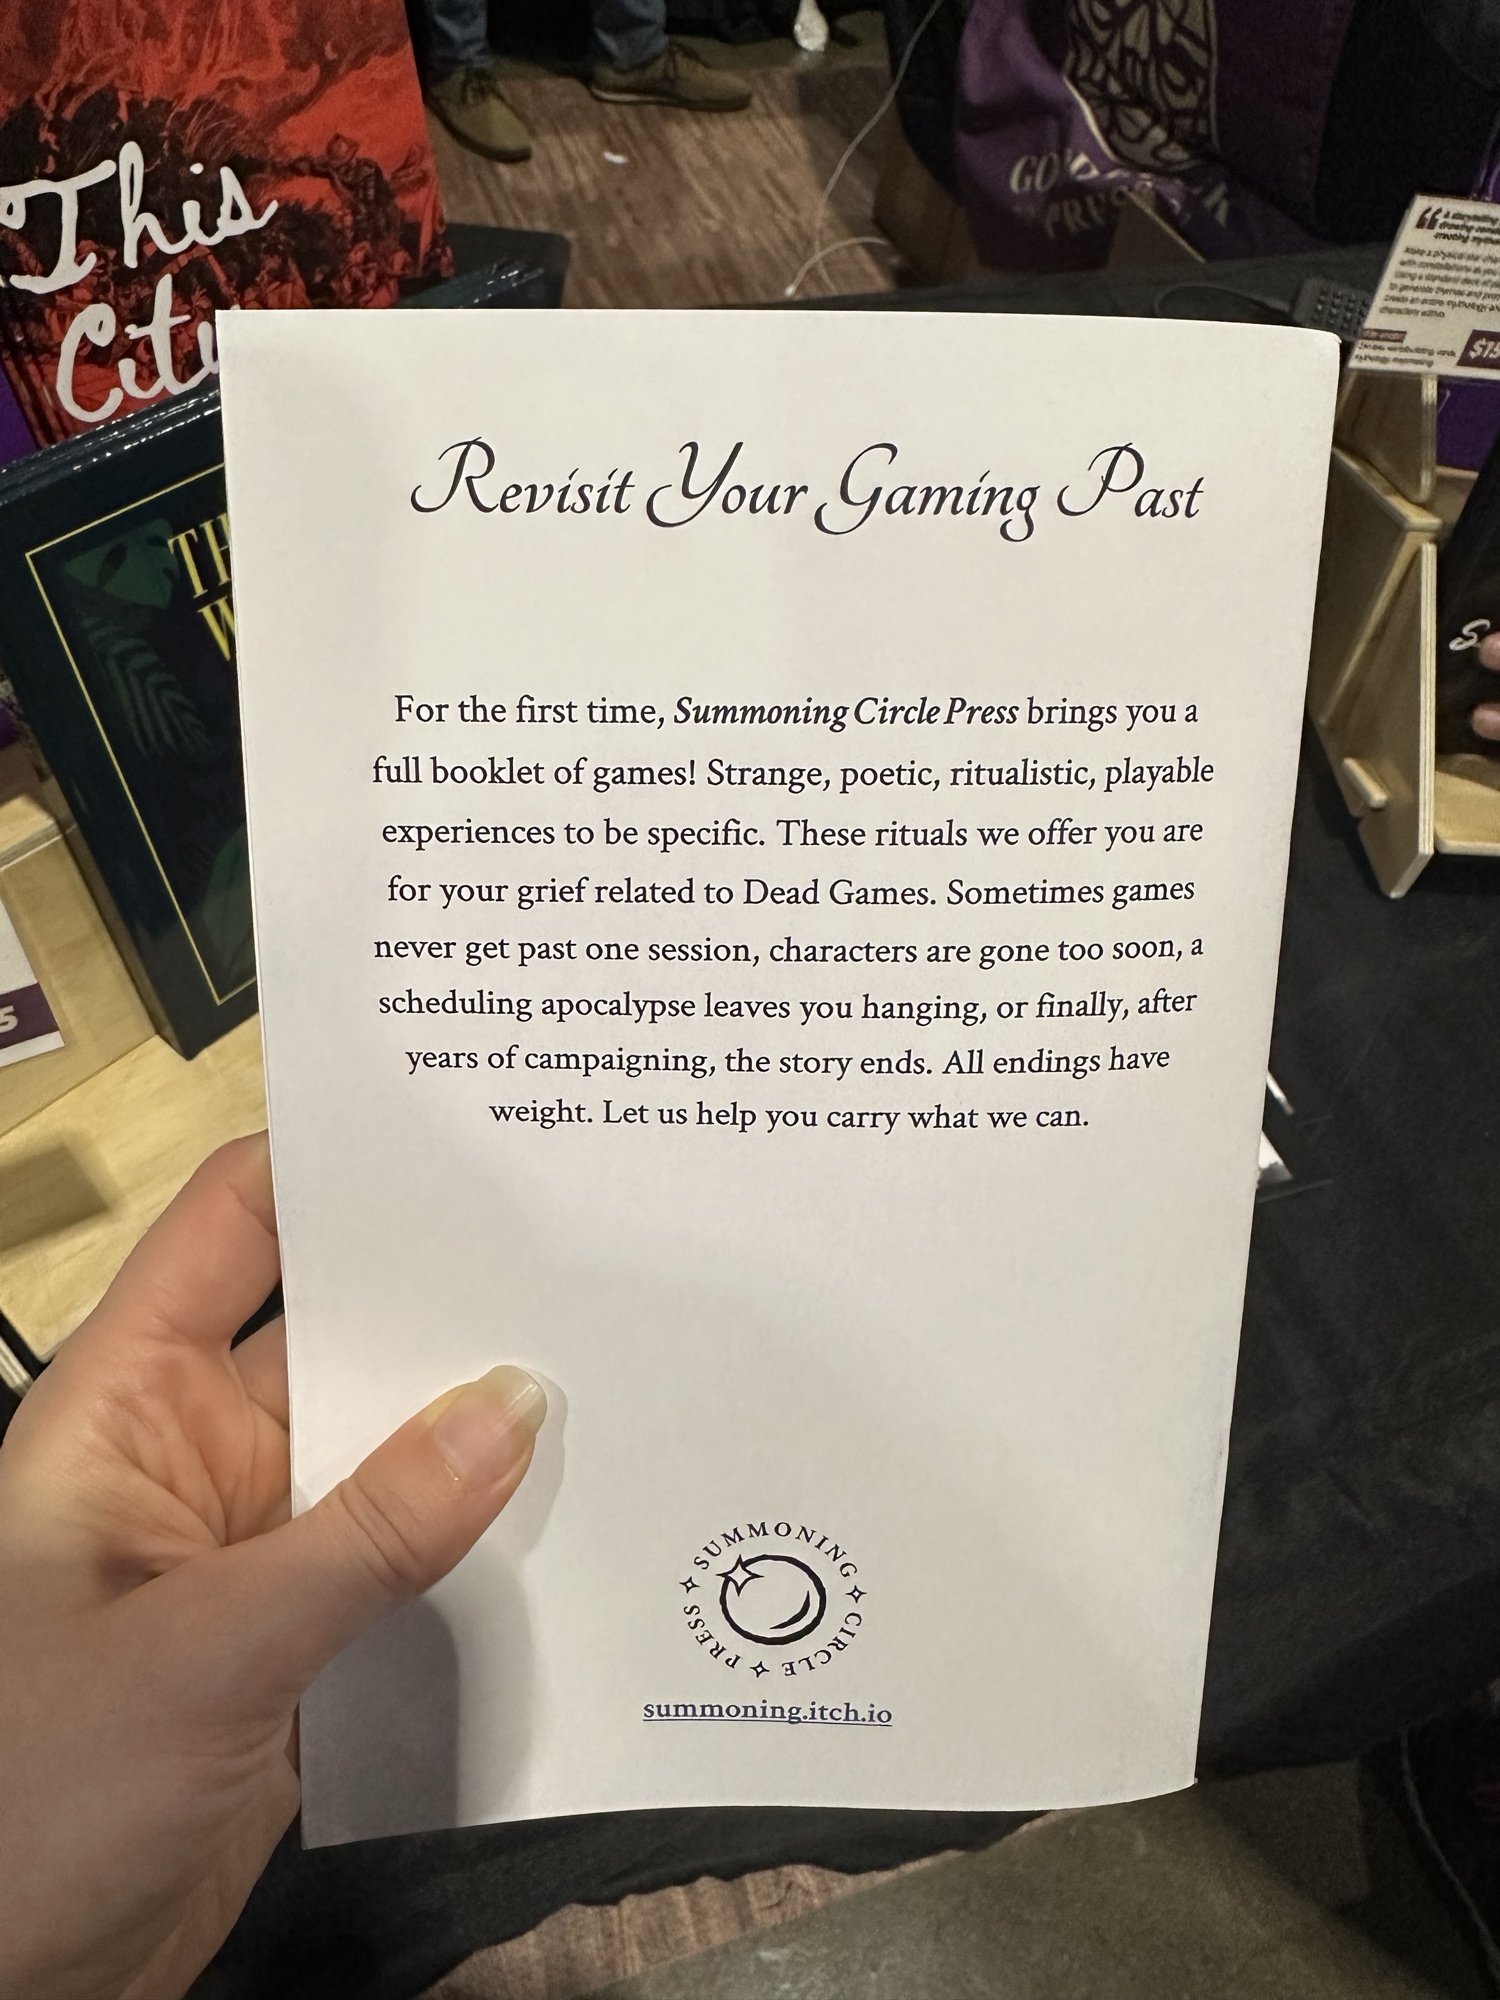 This
City
Revisit Your Gaming Past
For the first time, Summoning Circle Press brings you a
full booklet of games! Strange, poetic, ritualistic, playable
experiences to be specific. These rituals we offer you are
for your grief related to Dead Games. Sometimes games
never get past one session, characters are gone too soon, a
scheduling apocalypse leaves you hanging, or finally, after
years of campaigning, the story ends. All endings have
weight. Let us help you carry what we can.
SUMMONING ✧ CIRCLE ✧ PRESS ✧
summoning.itch.io